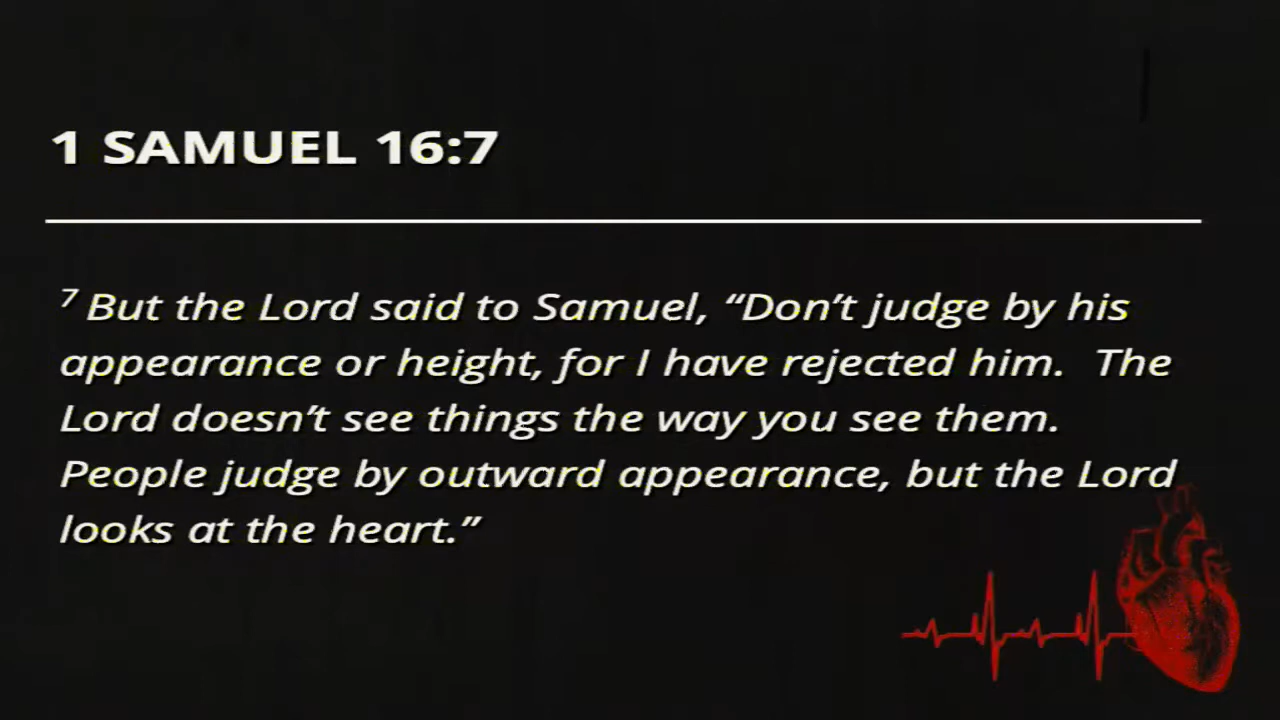 1 SAMUEL 16:7
⁷ But the Lord said to Samuel, “Don’t judge by his
appearance or height, for I have rejected him.  The
Lord doesn’t see things the way you see them.
People judge by outward appearance, but the Lord
looks at the heart.”